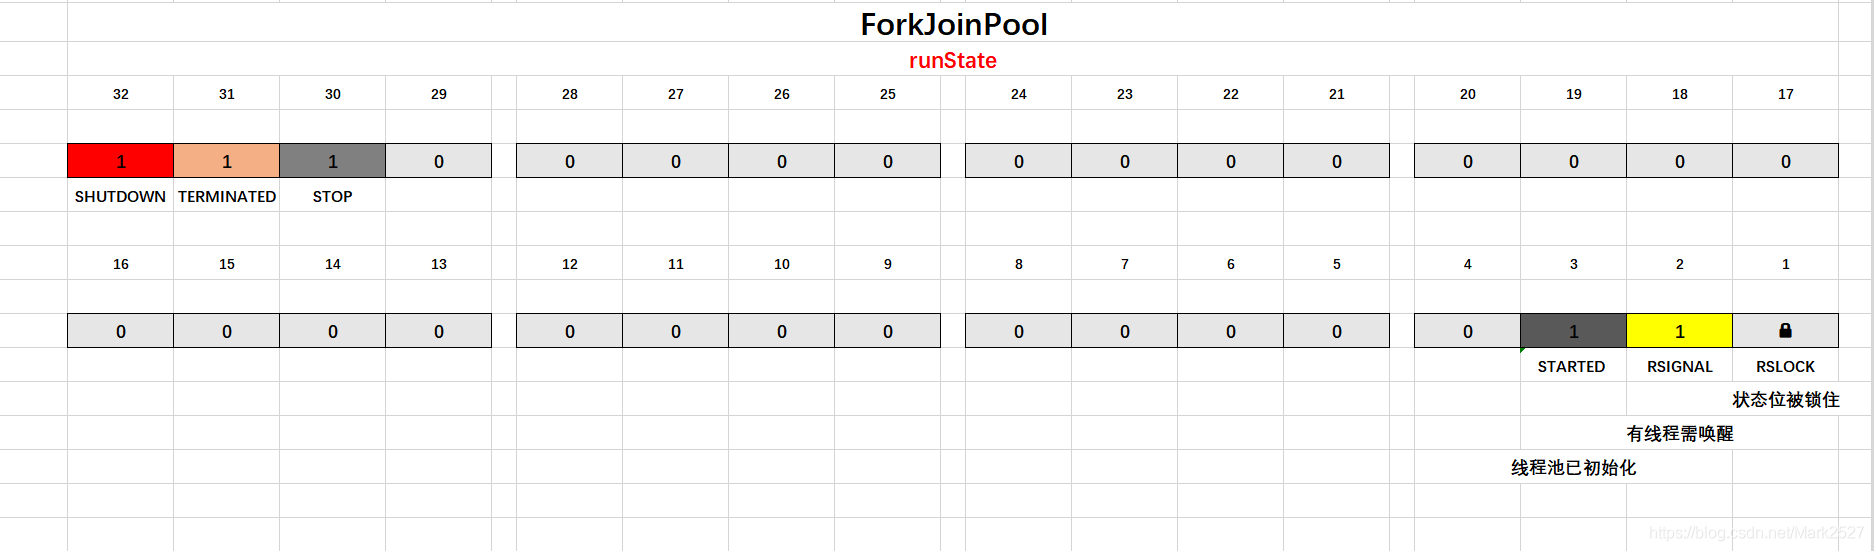 ForkJoinPool
runState
32 31 30 29 28 27 26 25 24 23 22 21 20 19 18 17
1 1 1 0 0 0 0 0 0 0 0 0 0 0 0 0
SHUTDOWN TERMINATED STOP
16 15 14 13 12 11 10 9 8 7 6 5 4 3 2 1
0 0 0 0 0 0 0 0 0 0 0 0 0 1 1
STARTED RSIGNAL RSLOCK
状态位被锁住
有线程需唤醒
线程池已初始化
https://blog.csdn.net/Mark2527